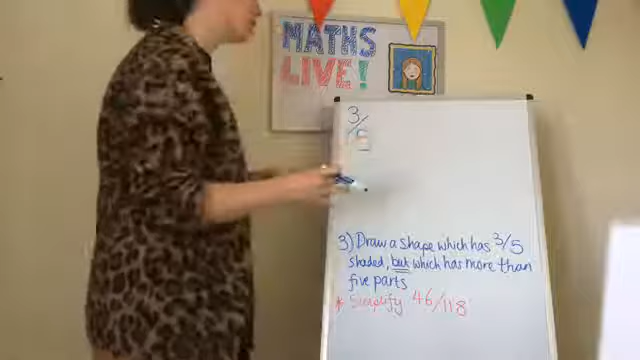 MATHS
LIVE!
3/5
3) Draw a shape which has 3/5
shaded, but which has more than
five parts
* Simplify 46/118